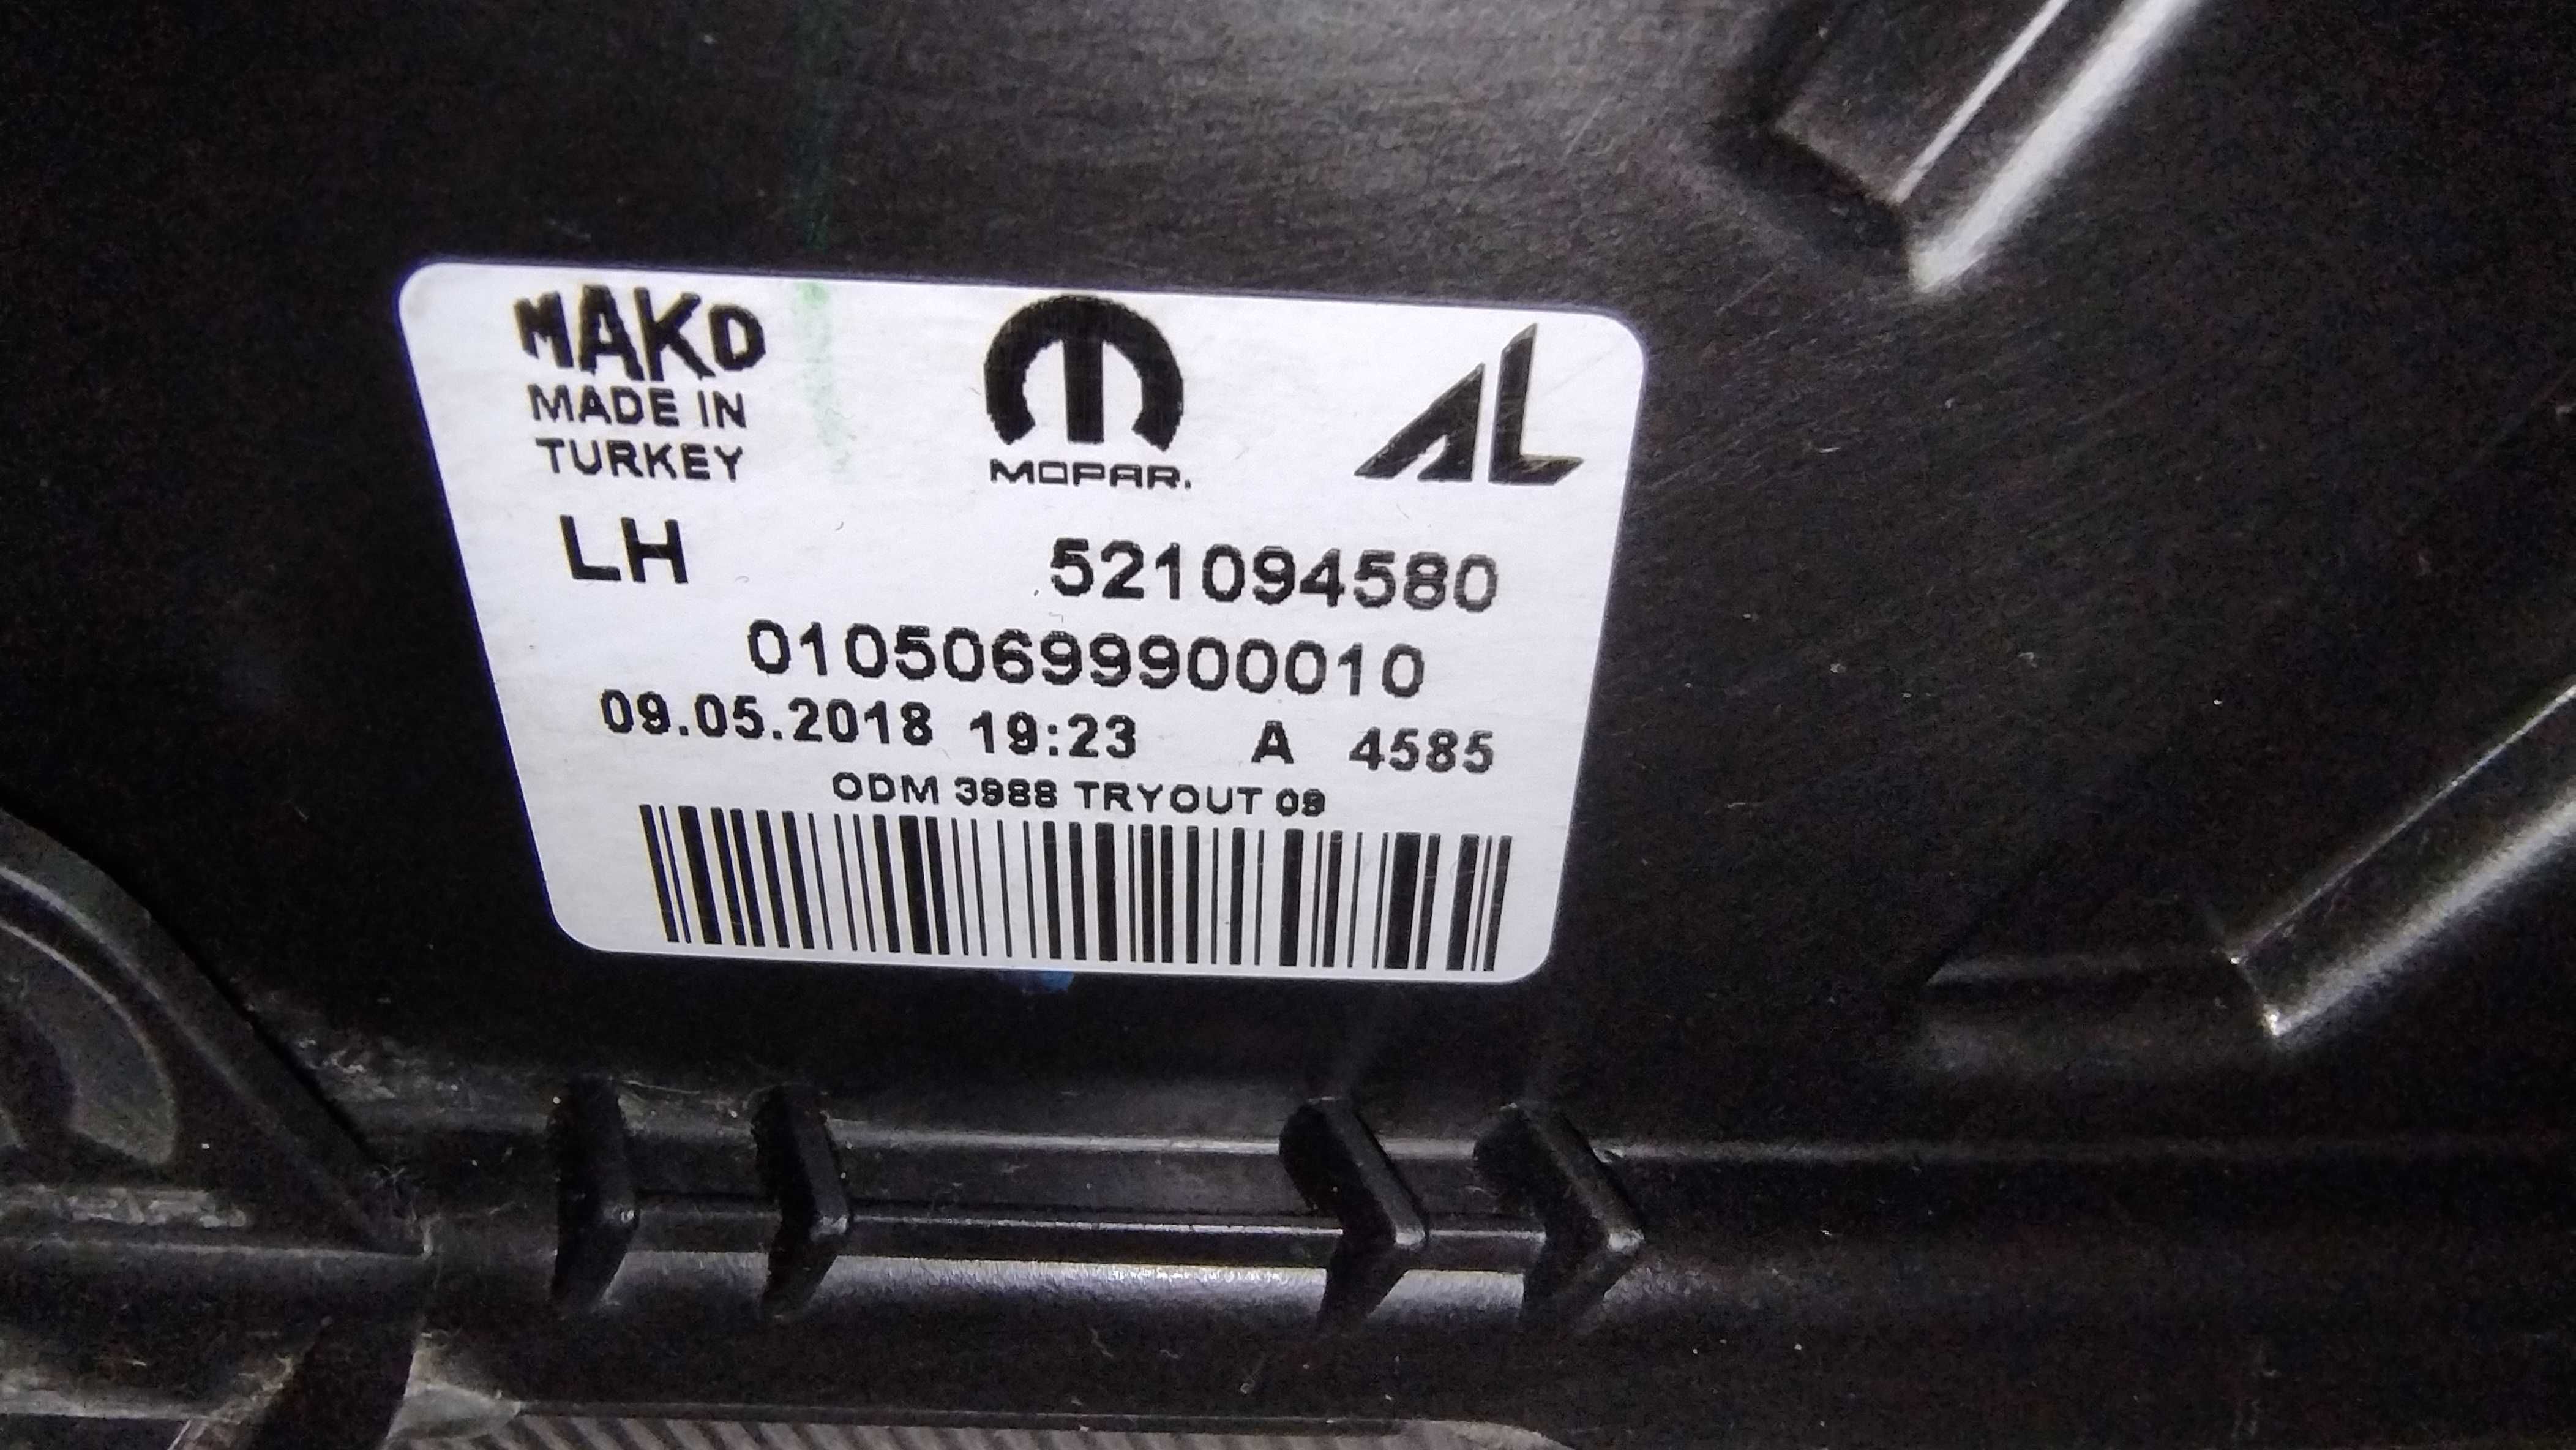 MAKO
MADE IN
TURKEY
MOPAR.
AL
LH
521094580
01050699900010
09.05.2018 19:23 A 4585
ODM 3988 TRYOUT 09